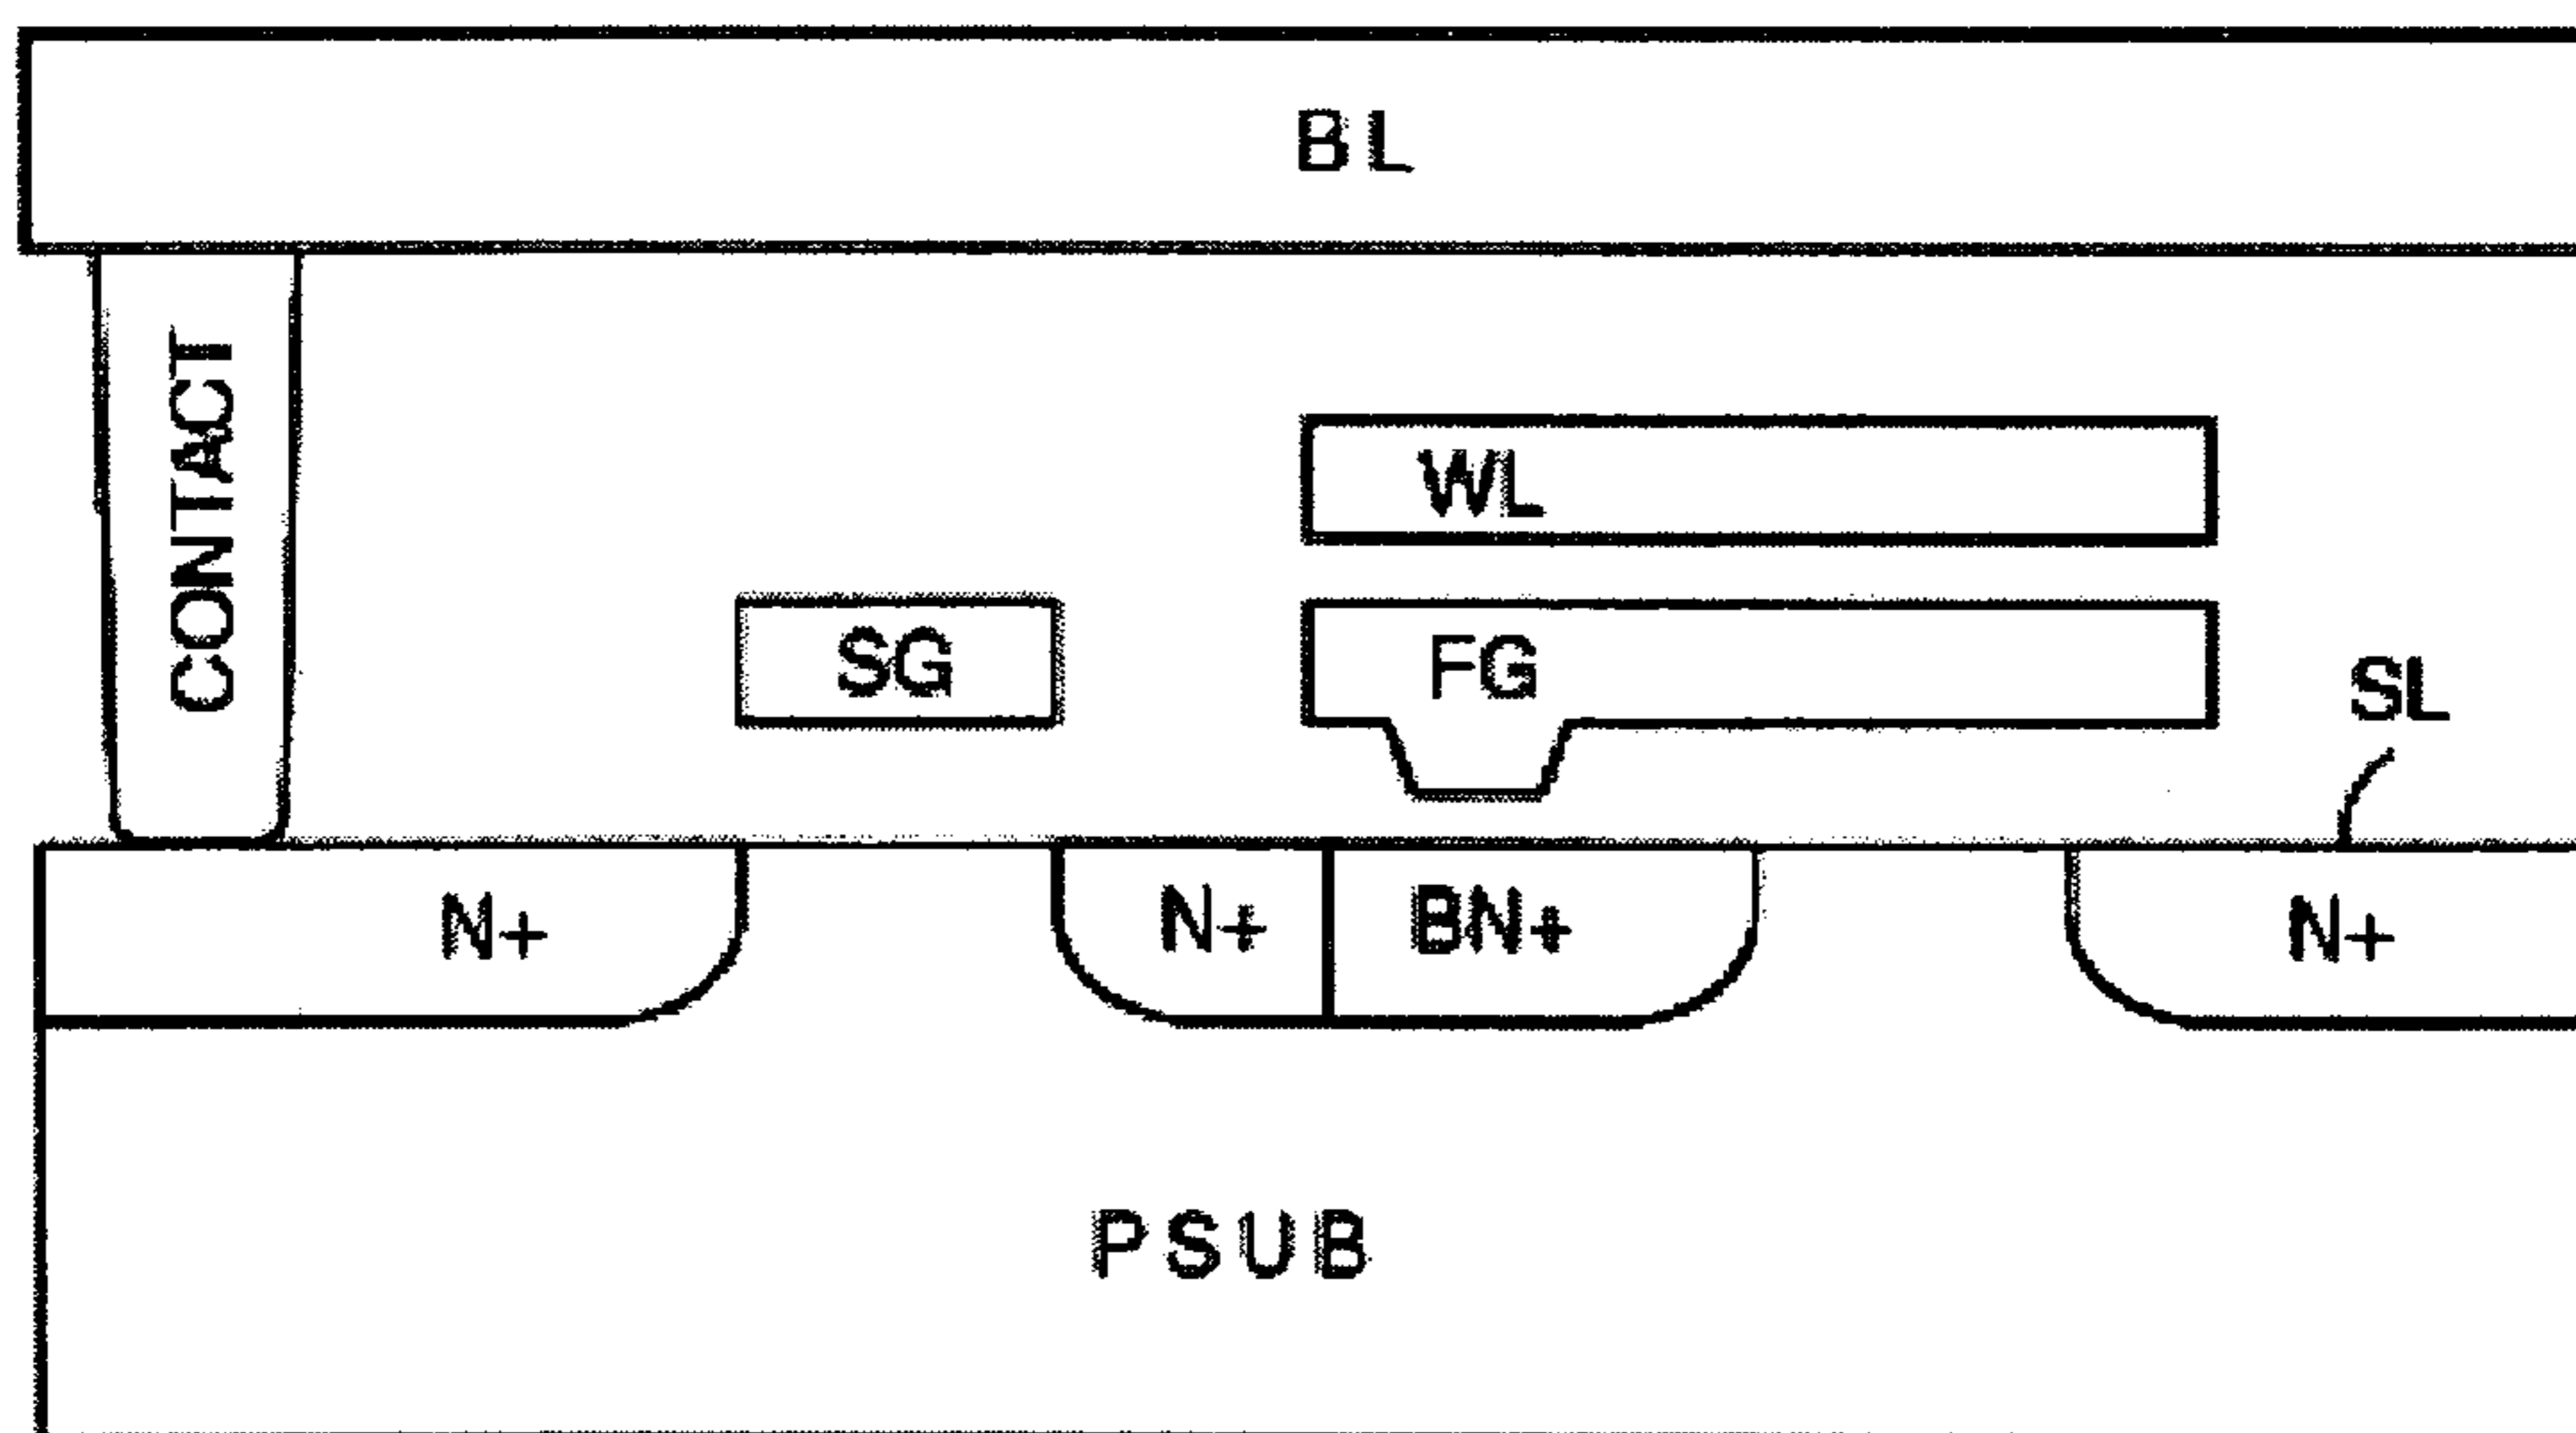 BL
CONTACT
WL
SG
FG
SL
N+
N+
BN+
N+
PSUB